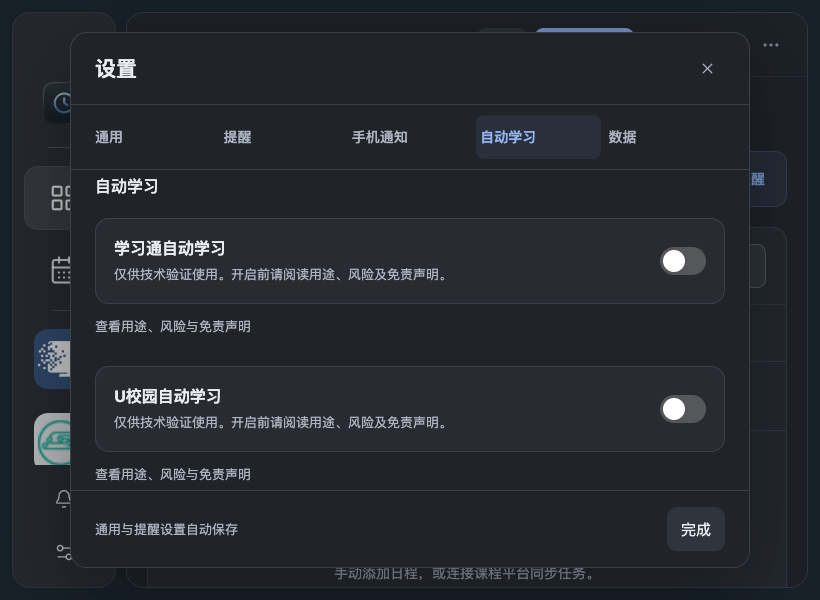 设置
通用
提醒
手机通知
自动学习
数据
自动学习
学习通自动学习
仅供技术验证使用。开启前请阅读用途、风险及免责声明。
查看用途、风险与免责声明
U校园自动学习
仅供技术验证使用。开启前请阅读用途、风险及免责声明。
查看用途、风险与免责声明
通用与提醒设置自动保存
完成
醒
手动添加日程，或连接课程平台同步任务。